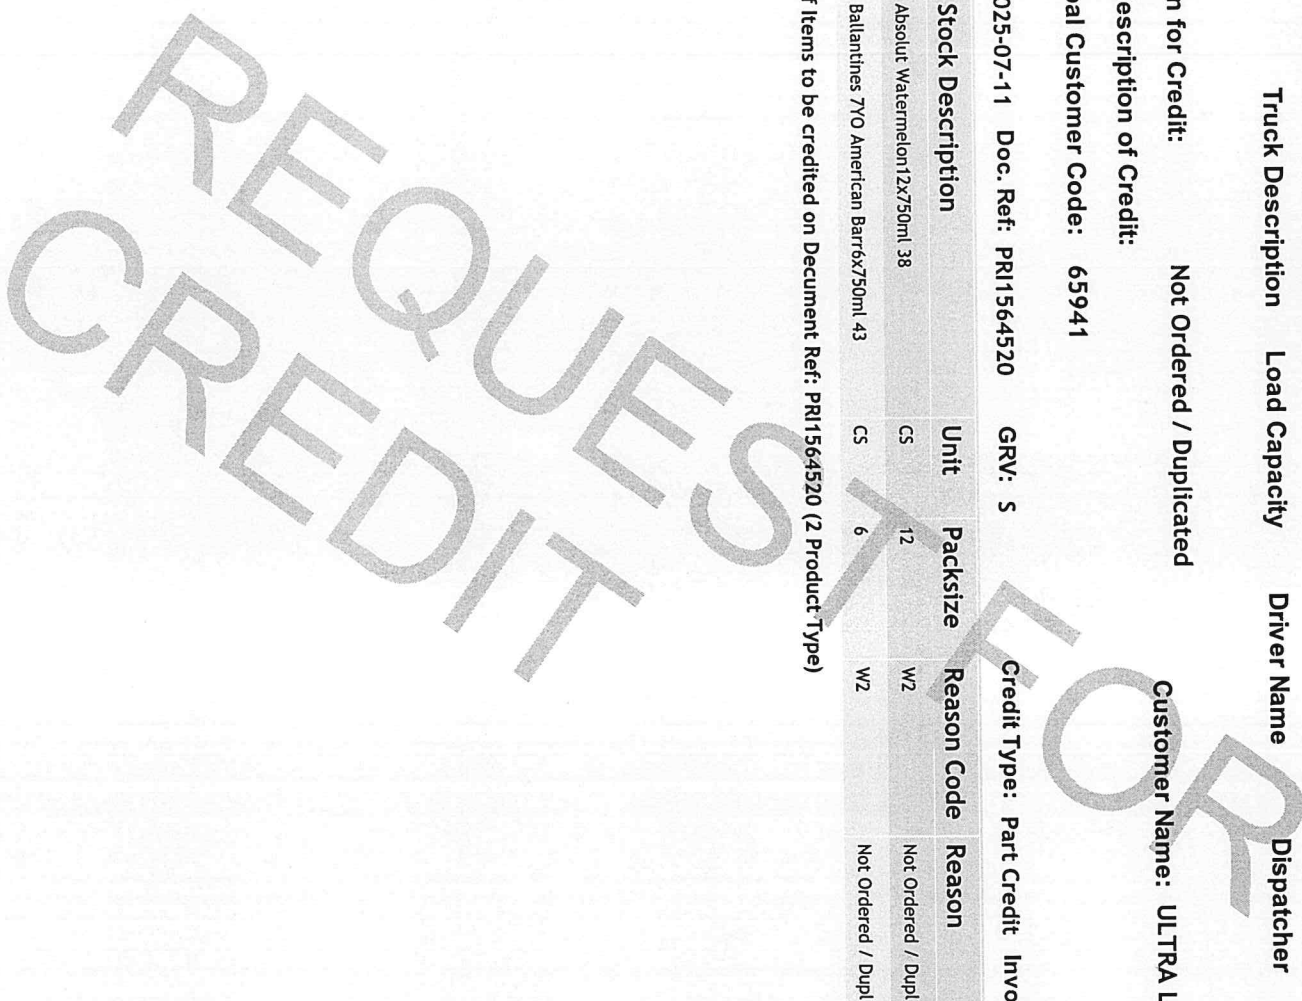 Truck Description Load Capacity Driver Name Dispatcher
n for Credit: Not Ordered / Duplicated Customer Name: ULTRA L
escription of Credit:
al Customer Code: 65941
025-07-11 Doc. Ref: PRI1564520 GRV: S Credit Type: Part Credit Invo
Stock Description Unit Packsize Reason Code Reason
Absolut Watermelon12x750ml 38 CS 12 W2 Not Ordered / Dupl
Ballantines 7YO American Barr6x750ml 43 CS 6 W2 Not Ordered / Dupl
f Items to be credited on Document Ref: PRI1564520 (2 Product Type)
REQUEST FOR
CREDIT